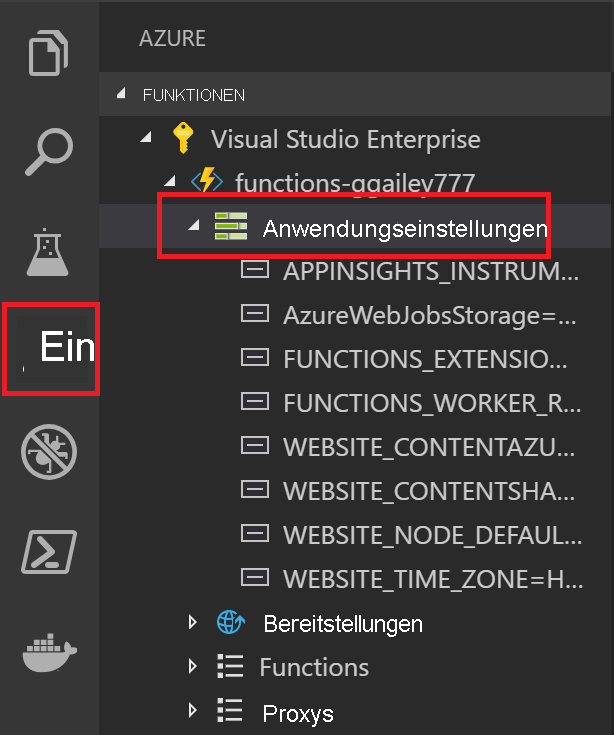 AZURE
FUNKTIONEN
Visual Studio Enterprise
functions-ggailey777
Anwendungseinstellungen
APPINSIGHTS_INSTRUM...
AzureWebJobsStorage=...
Ein
FUNCTIONS_EXTENSIO...
FUNCTIONS_WORKER_R...
WEBSITE_CONTENTAZU...
WEBSITE_CONTENTSHA...
WEBSITE_NODE_DEFAUL...
WEBSITE_TIME_ZONE=H...
Bereitstellungen
Functions
Proxys